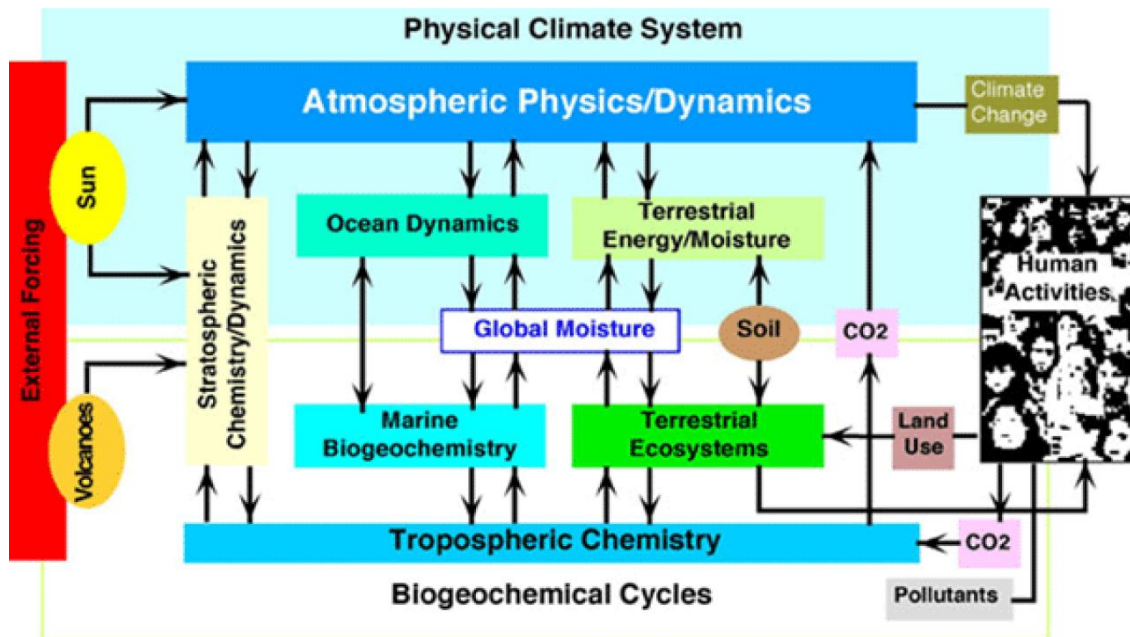 Physical Climate System
Atmospheric Physics/Dynamics
Climate
Change
External Forcing
Sun
Volcanoes
Stratospheric
Chemistry/Dynamics
Ocean Dynamics
Terrestrial
Energy/Moisture
Human
Activities
Global Moisture
Soil
CO2
Marine
Biogeochemistry
Terrestrial
Ecosystems
Land
Use
Tropospheric Chemistry
CO2
Biogeochemical Cycles
Pollutants